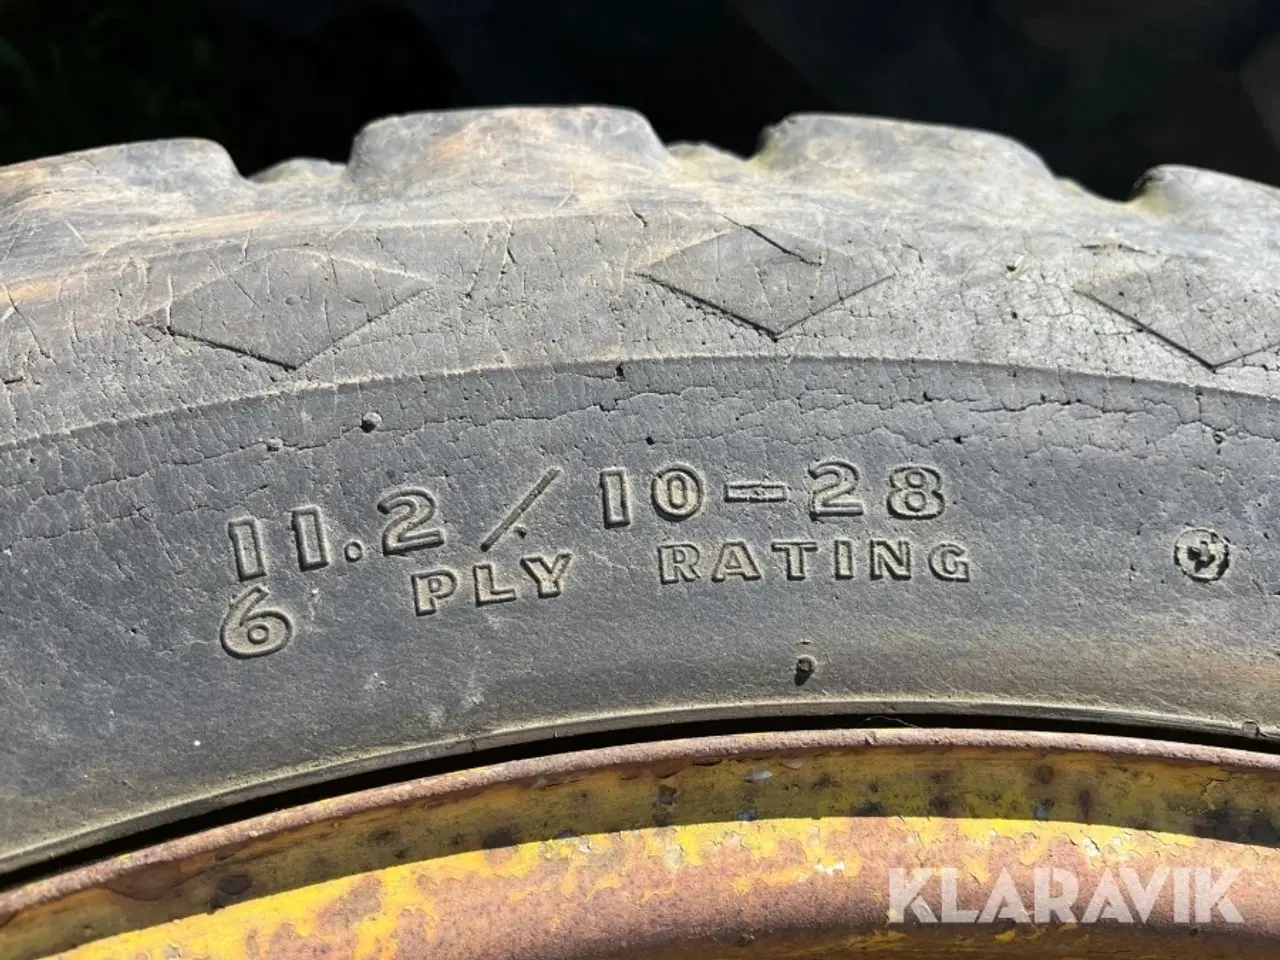 11.2/10-28
6 PLY RATING
KLARAVIK